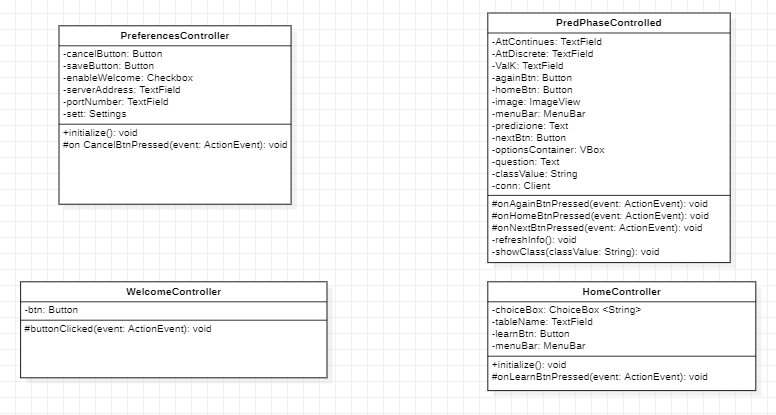 PreferencesController
-cancelButton: Button
-saveButton: Button
-enableWelcome: Checkbox
-serverAddress: TextField
-portNumber: TextField
-sett: Settings
+initialize(): void
#on CancelBtnPressed(event: ActionEvent): void
PredPhaseControlled
-AttContinues: TextField
-AttDiscrete: TextField
-ValK: TextField
-againBtn: Button
-homeBtn: Button
-image: ImageView
-menuBar: MenuBar
-predizione: Text
-nextBtn: Button
-optionsContainer: VBox
-question: Text
-classValue: String
-conn: Client
#onAgainBtnPressed(event: ActionEvent): void
#onHomeBtnPressed(event: ActionEvent): void
#onNextBtnPressed(event: ActionEvent): void
-refreshInfo(): void
-showClass(classValue: String): void
WelcomeController
-btn: Button
#buttonClicked(event: ActionEvent): void
HomeController
-choiceBox: ChoiceBox <String>
-tableName: TextField
-learnBtn: Button
-menuBar: MenuBar
+initialize(): void
#onLearnBtnPressed(event: ActionEvent): void